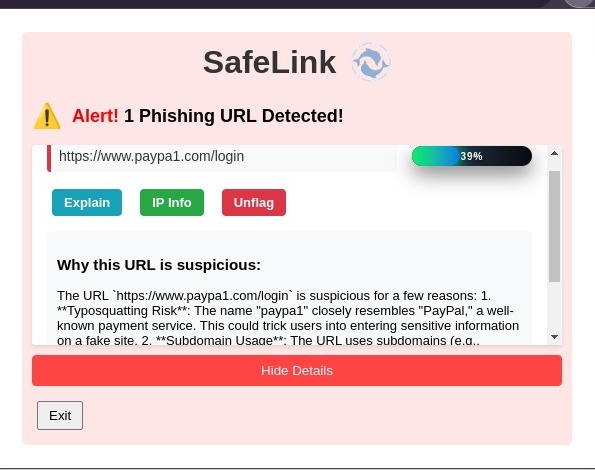 SafeLink
Alert! 1 Phishing URL Detected!
https://www.paypa1.com/login
39%
Explain
IP Info
Unflag
Why this URL is suspicious:
The URL `https://www.paypa1.com/login` is suspicious for a few reasons: 1.
**Typosquatting Risk**: The name "paypa1" closely resembles "PayPal," a well-
known payment service. This could trick users into entering sensitive information
on a fake site. 2. **Subdomain Usage**: The URL uses subdomains (e.g.,
Hide Details
Exit